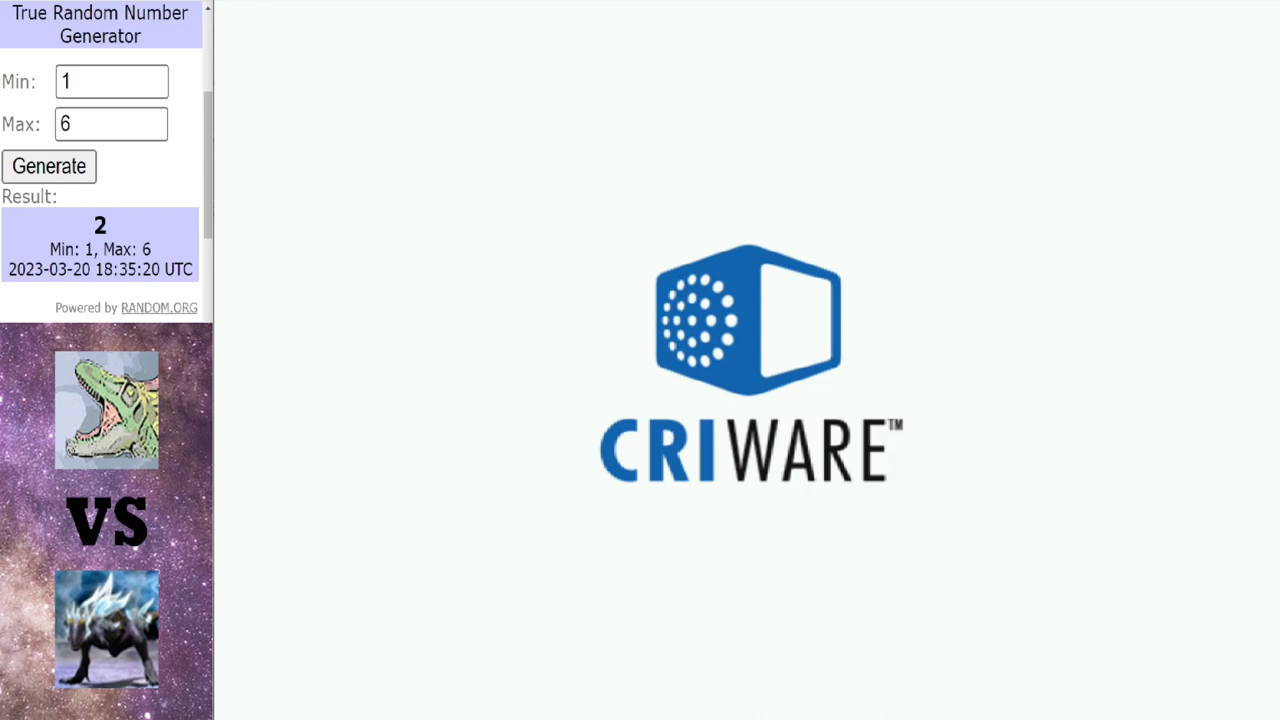 True Random Number
Generator
Min: 1
Max: 6
Generate
Result:
2
Min: 1, Max: 6
2023-03-20 18:35:20 UTC
Powered by RANDOM.ORG
VS
CRIWARE™